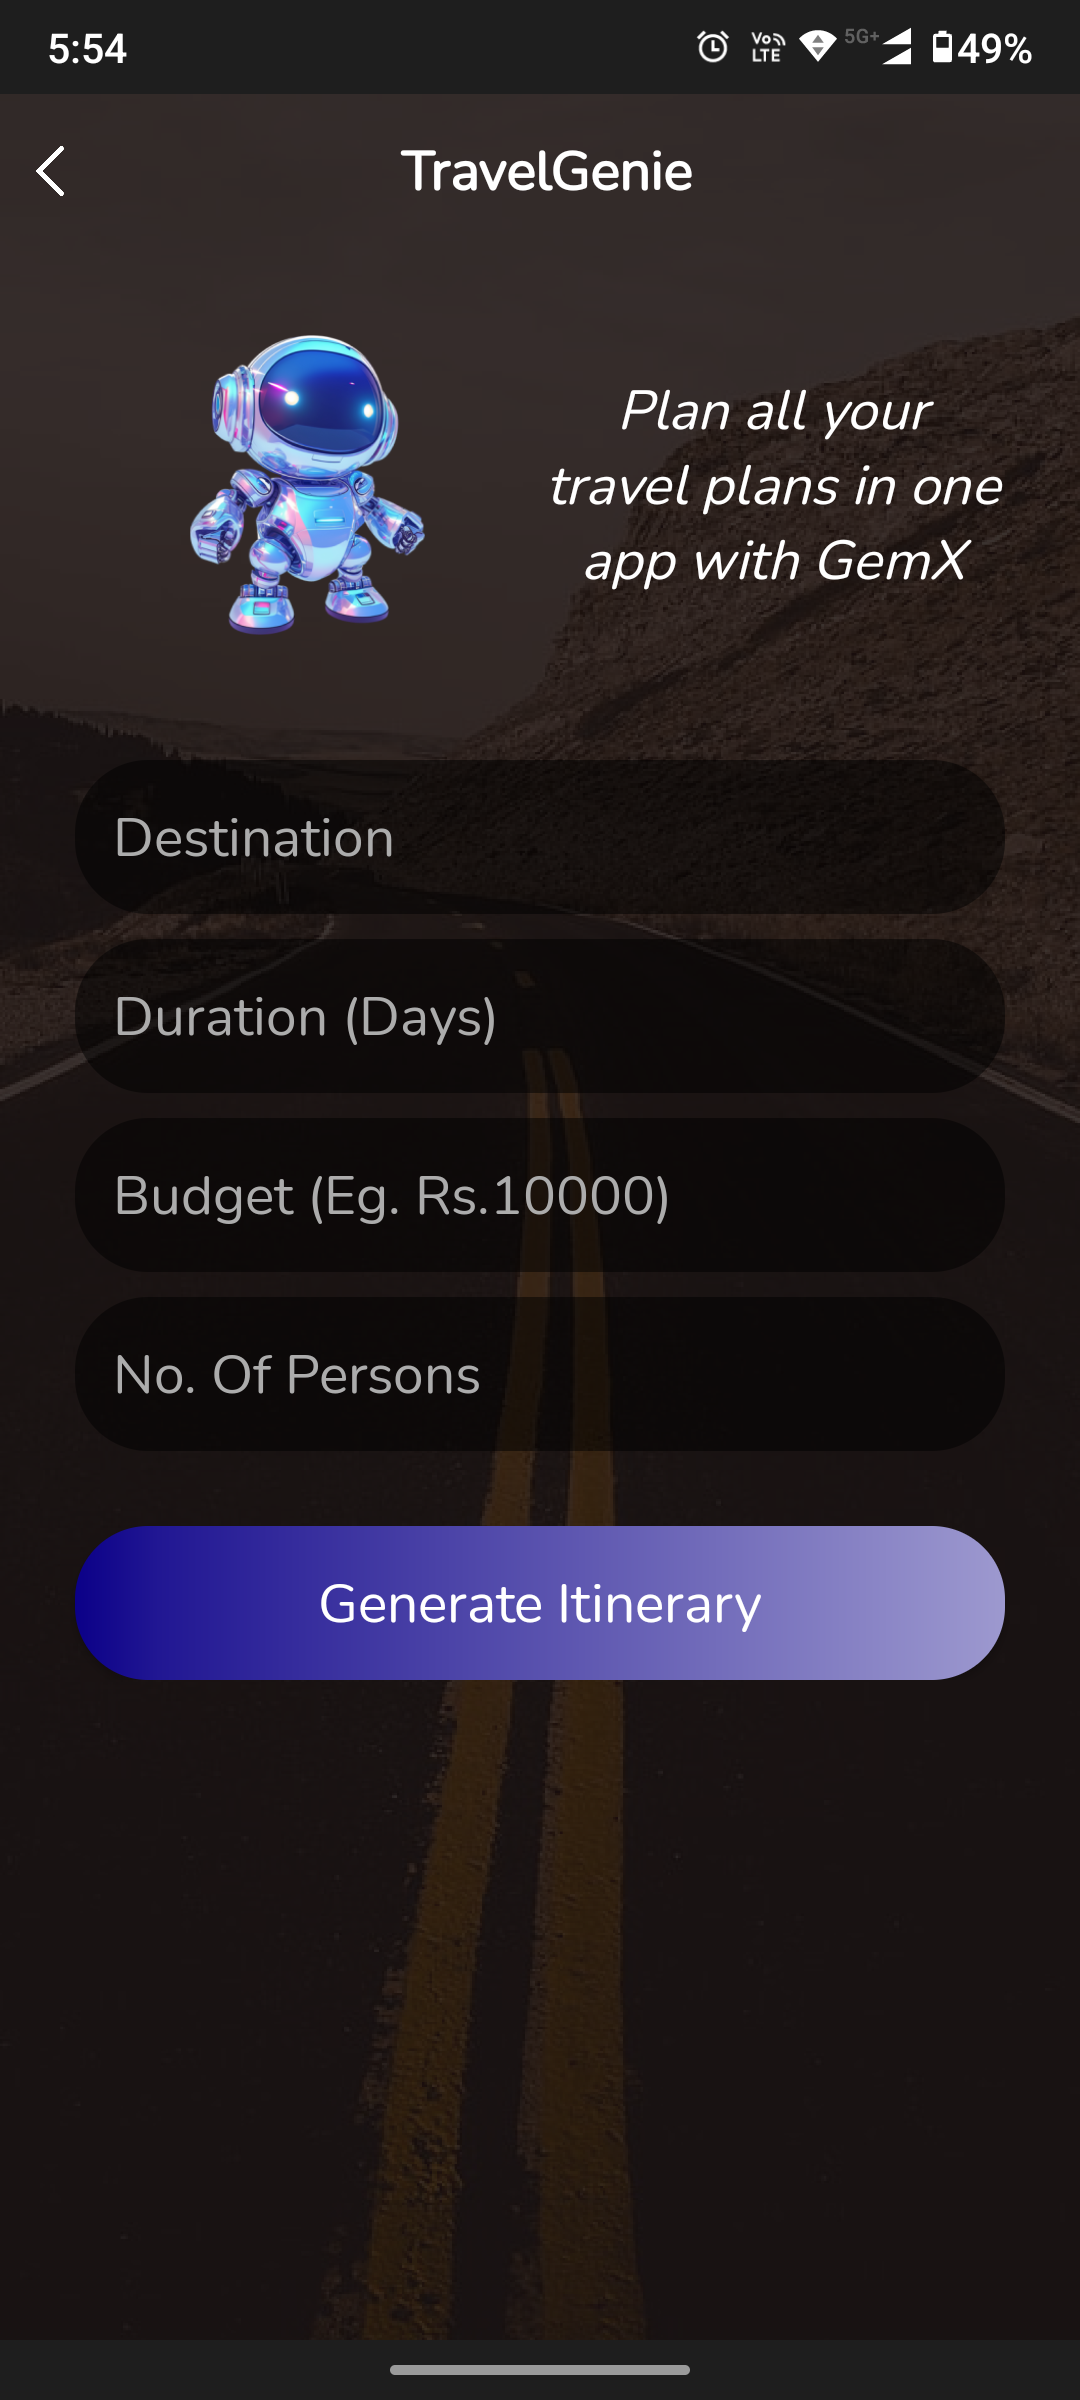 5:54
Vo LTE 5G+ 49%
TravelGenie
Plan all your
travel plans in one
app with GemX
Destination
Duration (Days)
Budget (Eg. Rs.10000)
No. Of Persons
Generate Itinerary